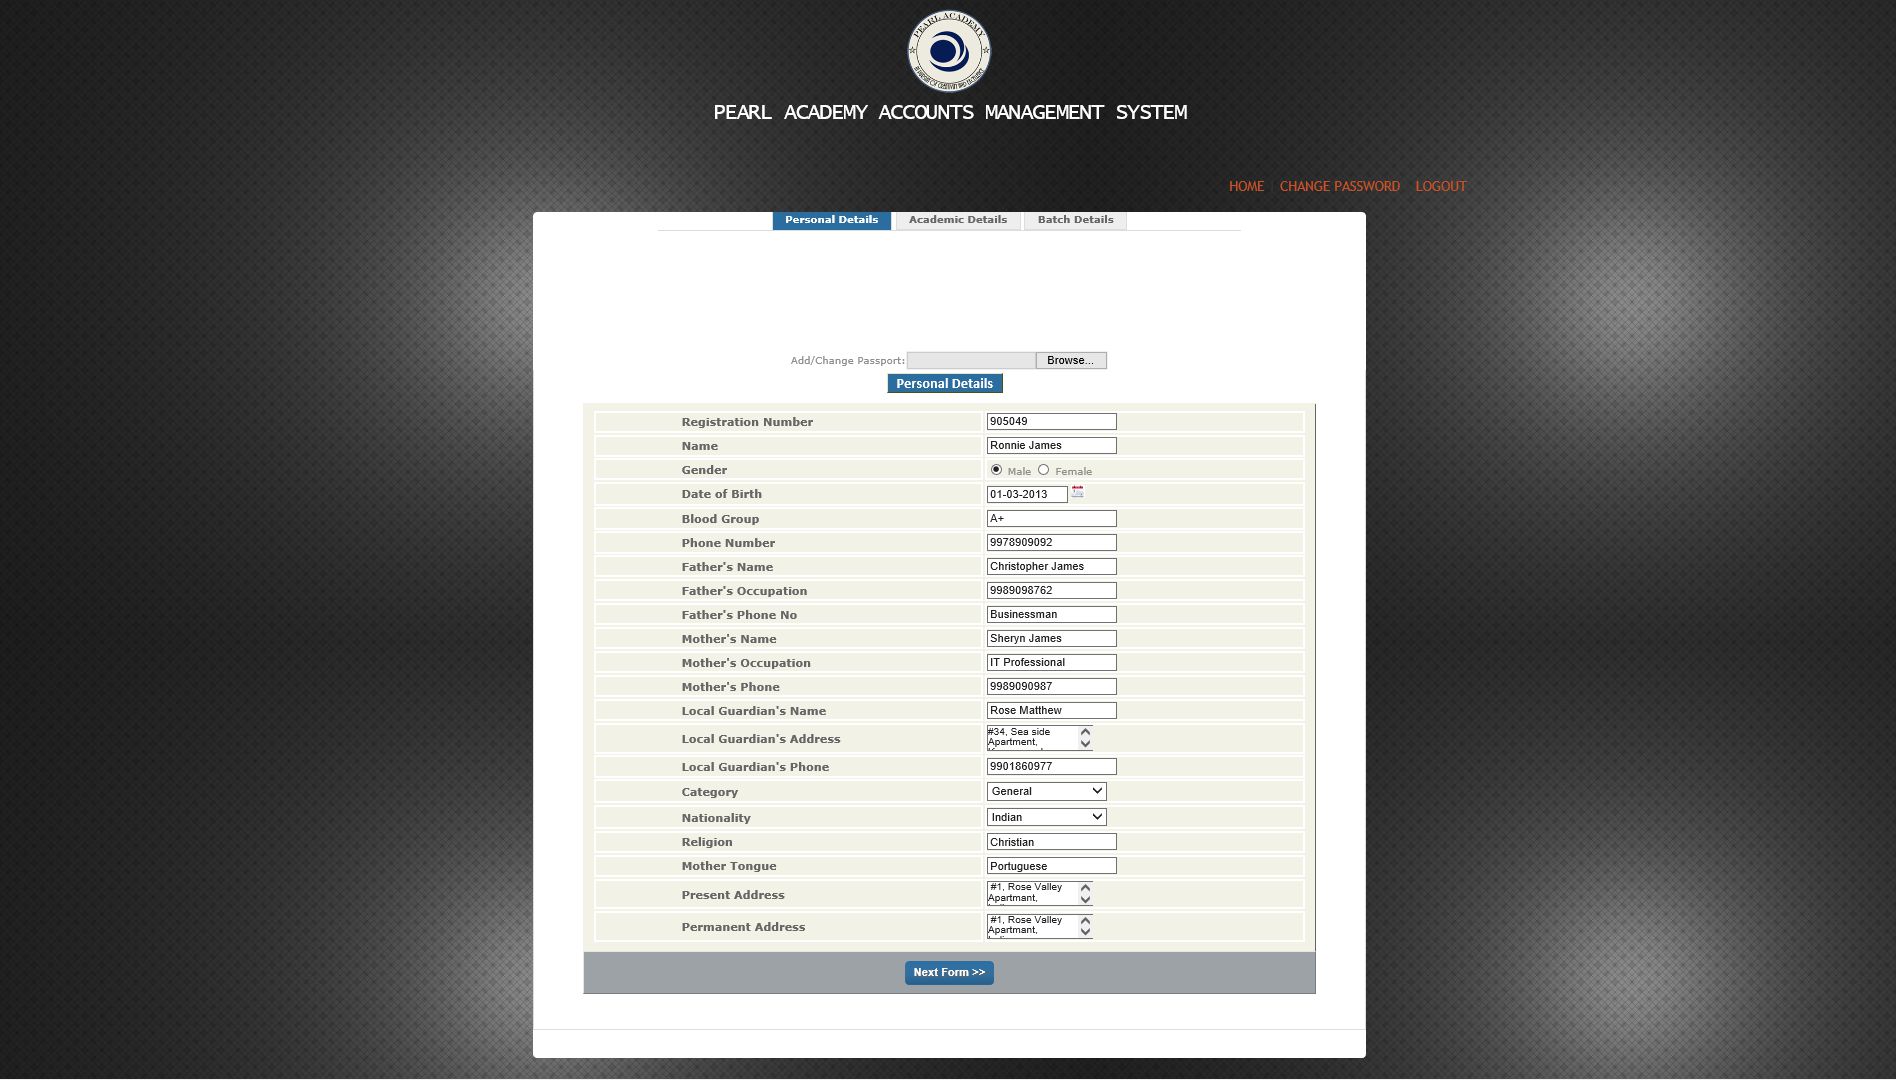 PEARL ACADEMY
PEARL ACADEMY ACCOUNTS MANAGEMENT SYSTEM
HOME CHANGE PASSWORD LOGOUT
Personal Details Academic Details Batch Details
Add/Change Passport: Browse...
Personal Details
Registration Number 905049
Name Ronnie James
Gender Male Female
Date of Birth 01-03-2013
Blood Group A+
Phone Number 9978909092
Father's Name Christopher James
Father's Occupation 9989098762
Father's Phone No Businessman
Mother's Name Sheryn James
Mother's Occupation IT Professional
Mother's Phone 9989090987
Local Guardian's Name Rose Matthew
Local Guardian's Address #34, Sea side
Apartment,
Local Guardian's Phone 9901860977
Category General
Nationality Indian
Religion Christian
Mother Tongue Portuguese
Present Address #1, Rose Valley
Apartmant,
Permanent Address #1, Rose Valley
Apartmant,
Next Form >>